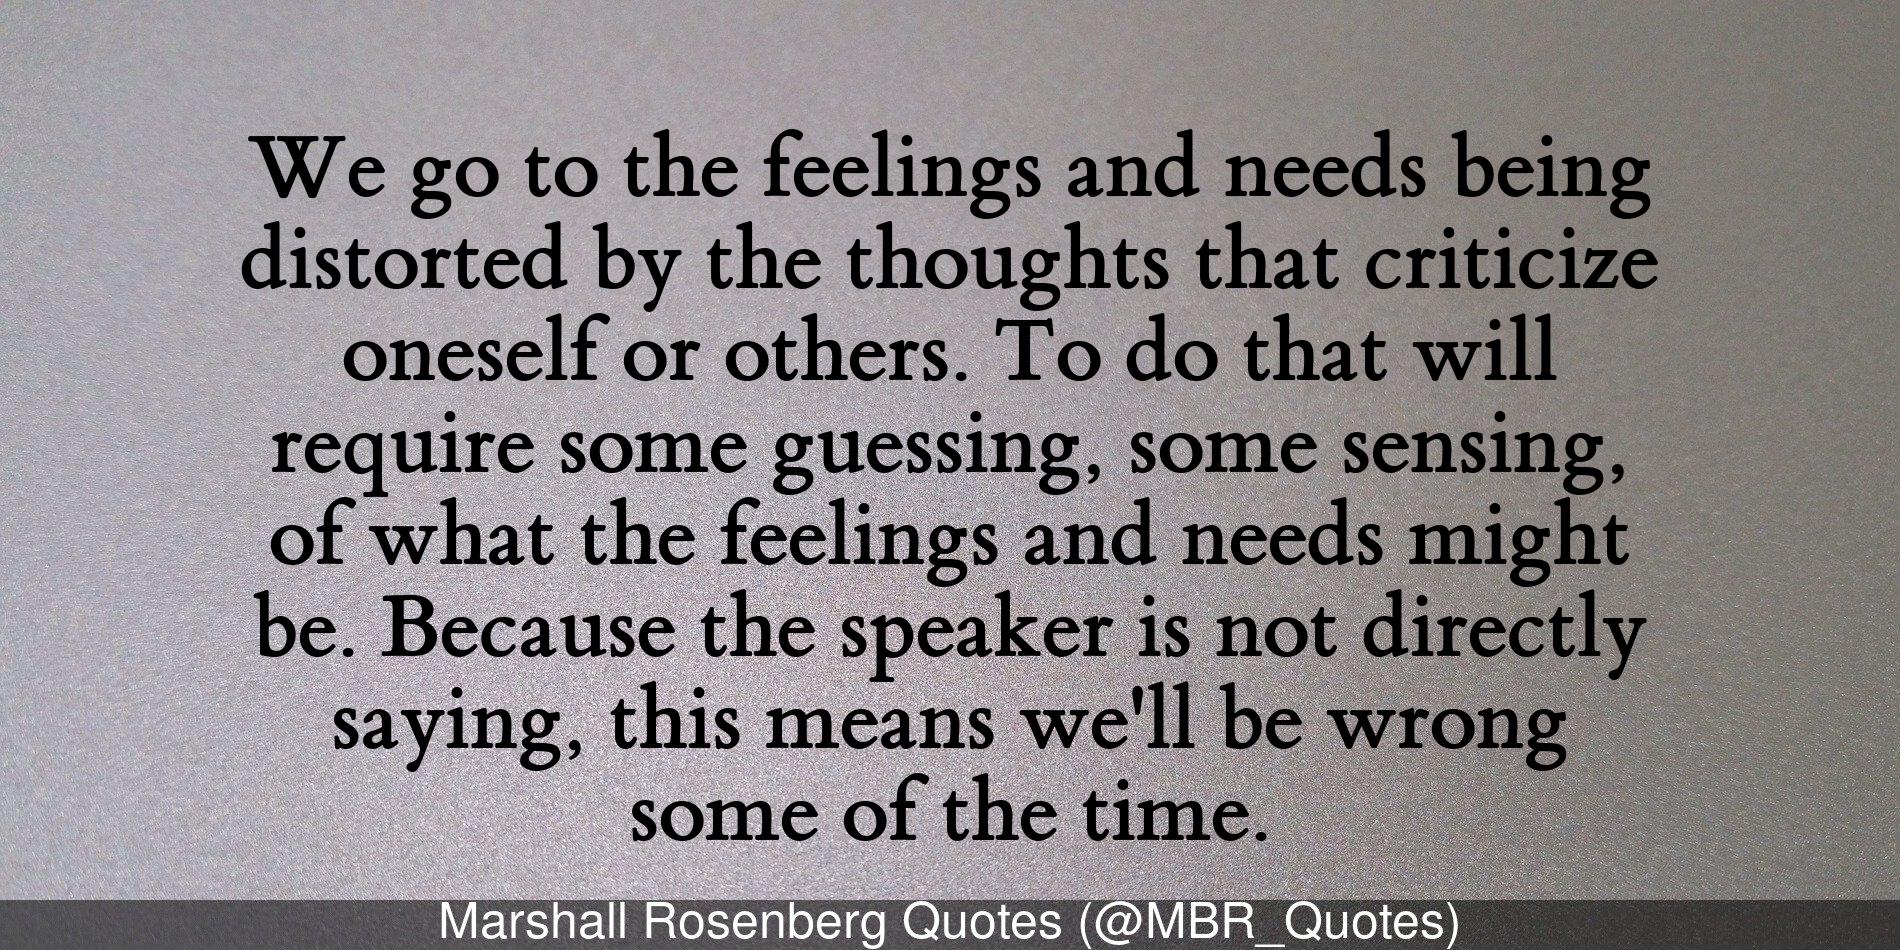 We go to the feelings and needs being
distorted by the thoughts that criticize
oneself or others. To do that will
require some guessing, some sensing,
of what the feelings and needs might
be. Because the speaker is not directly
saying, this means we'll be wrong
some of the time.
Marshall Rosenberg Quotes (@MBR_Quotes)